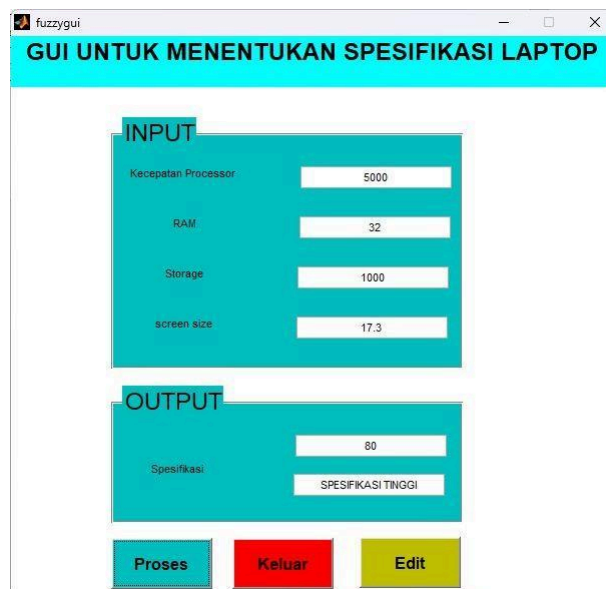 fuzzygui
GUI UNTUK MENENTUKAN SPESIFIKASI LAPTOP
INPUT
Kecepatan Processor 5000
RAM 32
Storage 1000
screen size 17.3
OUTPUT
80
Spesifikasi
SPESIFIKASI TINGGI
Proses Keluar Edit